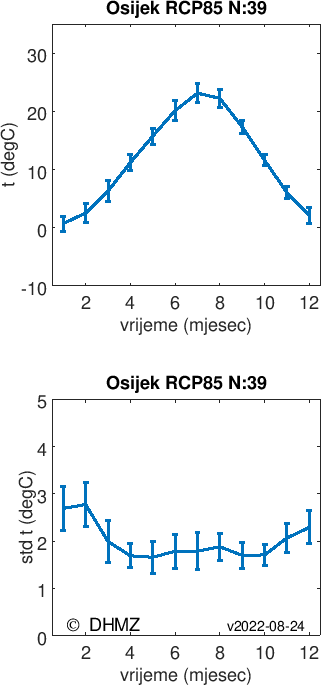 Osijek RCP85 N:39
30
20
10
0
-10
t (degC)
2 4 6 8 10 12
vrijeme (mjesec)
Osijek RCP85 N:39
5
4
3
2
1
0
std t (degC)
© DHMZ
v2022-08-24
2 4 6 8 10 12
vrijeme (mjesec)